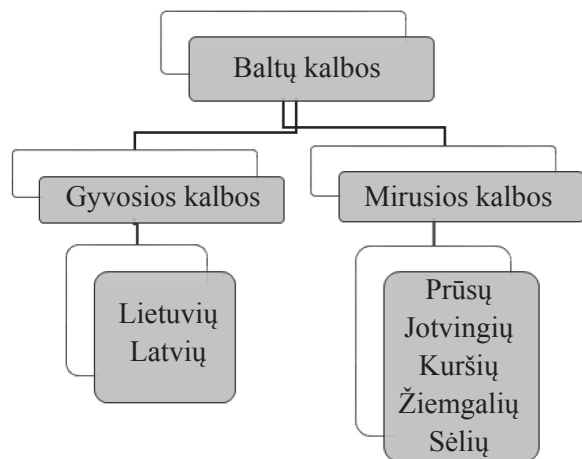 Baltų kalbos
Gyvosios kalbos
Mirusios kalbos
Lietuvių
Latvių
Prūsų
Jotvingių
Kuršių
Žiemgalių
Sėlių